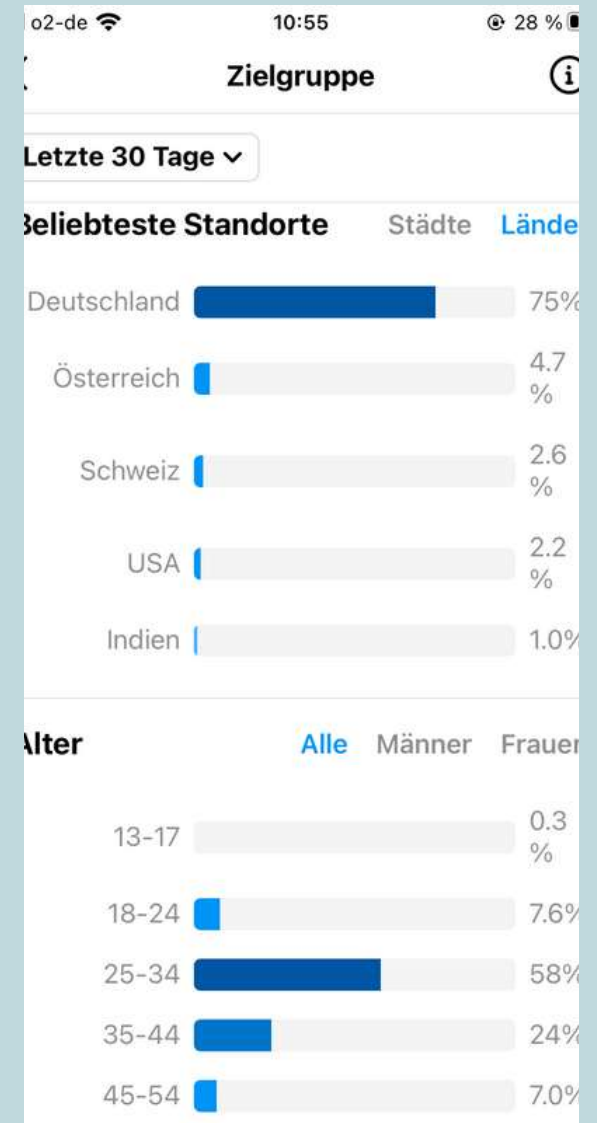 o2-de 10:55 28 %
Zielgruppe
Letzte 30 Tage
Beliebteste Standorte Städte Lände
Deutschland 75%
Österreich 4.7
%
Schweiz 2.6
%
USA 2.2
%
Indien 1.0%
Alter Alle Männer Frauen
13-17 0.3
%
18-24 7.6%
25-34 58%
35-44 24%
45-54 7.0%